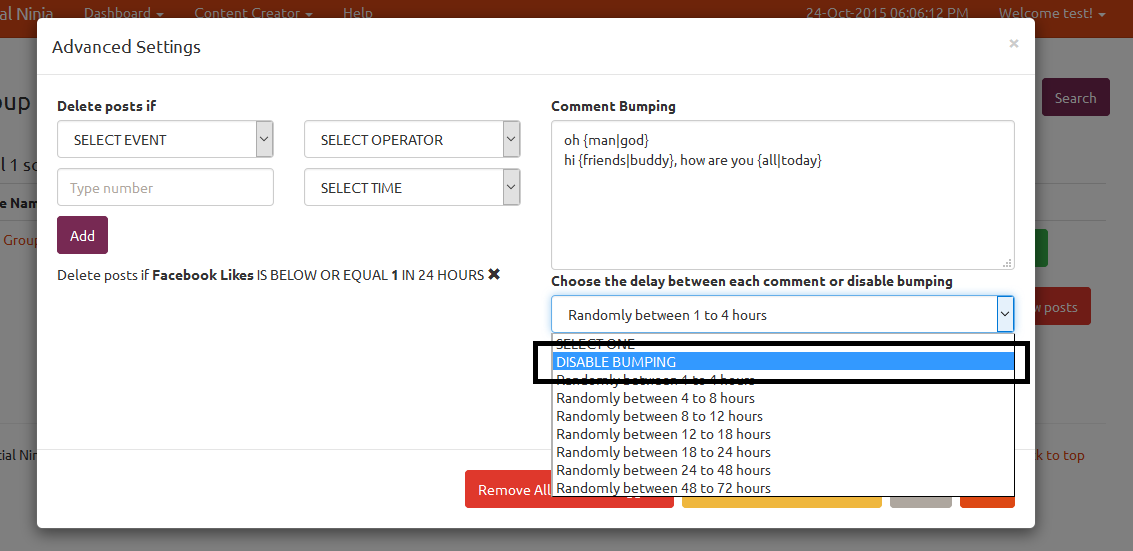 al Ninja Dashboard Content Creator Help 24-Oct-2015 06:06:12 PM Welcome test!
Advanced Settings ×
oup
Search
Delete posts if
SELECT EVENT SELECT OPERATOR
Type number SELECT TIME
Add
Delete posts if Facebook Likes IS BELOW OR EQUAL 1 IN 24 HOURS ✖
Comment Bumping
oh {man|god}
hi {friends|buddy}, how are you {all|today}
Choose the delay between each comment or disable bumping
Randomly between 1 to 4 hours
SELECT ONE
DISABLE BUMPING
Randomly between 1 to 4 hours
Randomly between 4 to 8 hours
Randomly between 8 to 12 hours
Randomly between 12 to 18 hours
Randomly between 18 to 24 hours
Randomly between 24 to 48 hours
Randomly between 48 to 72 hours
l 1 sc
e Nam
Group
w posts
cial Nin
k to top
Remove All